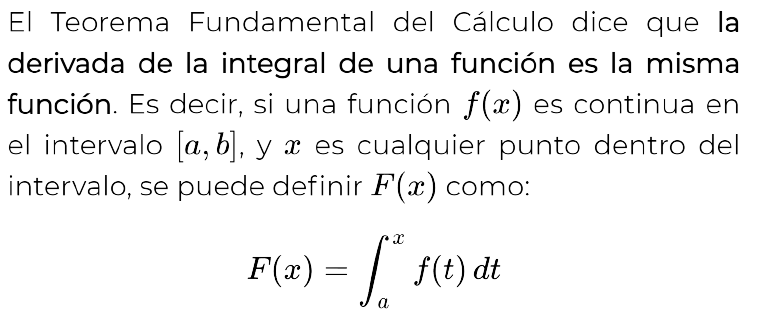 El Teorema Fundamental del Cálculo dice que la
derivada de la integral de una función es la misma
función. Es decir, si una función f(x) es continua en
el intervalo [a, b], y x es cualquier punto dentro del
intervalo, se puede definir F(x) como:
F(x) = ∫ₐˣ f(t) dt